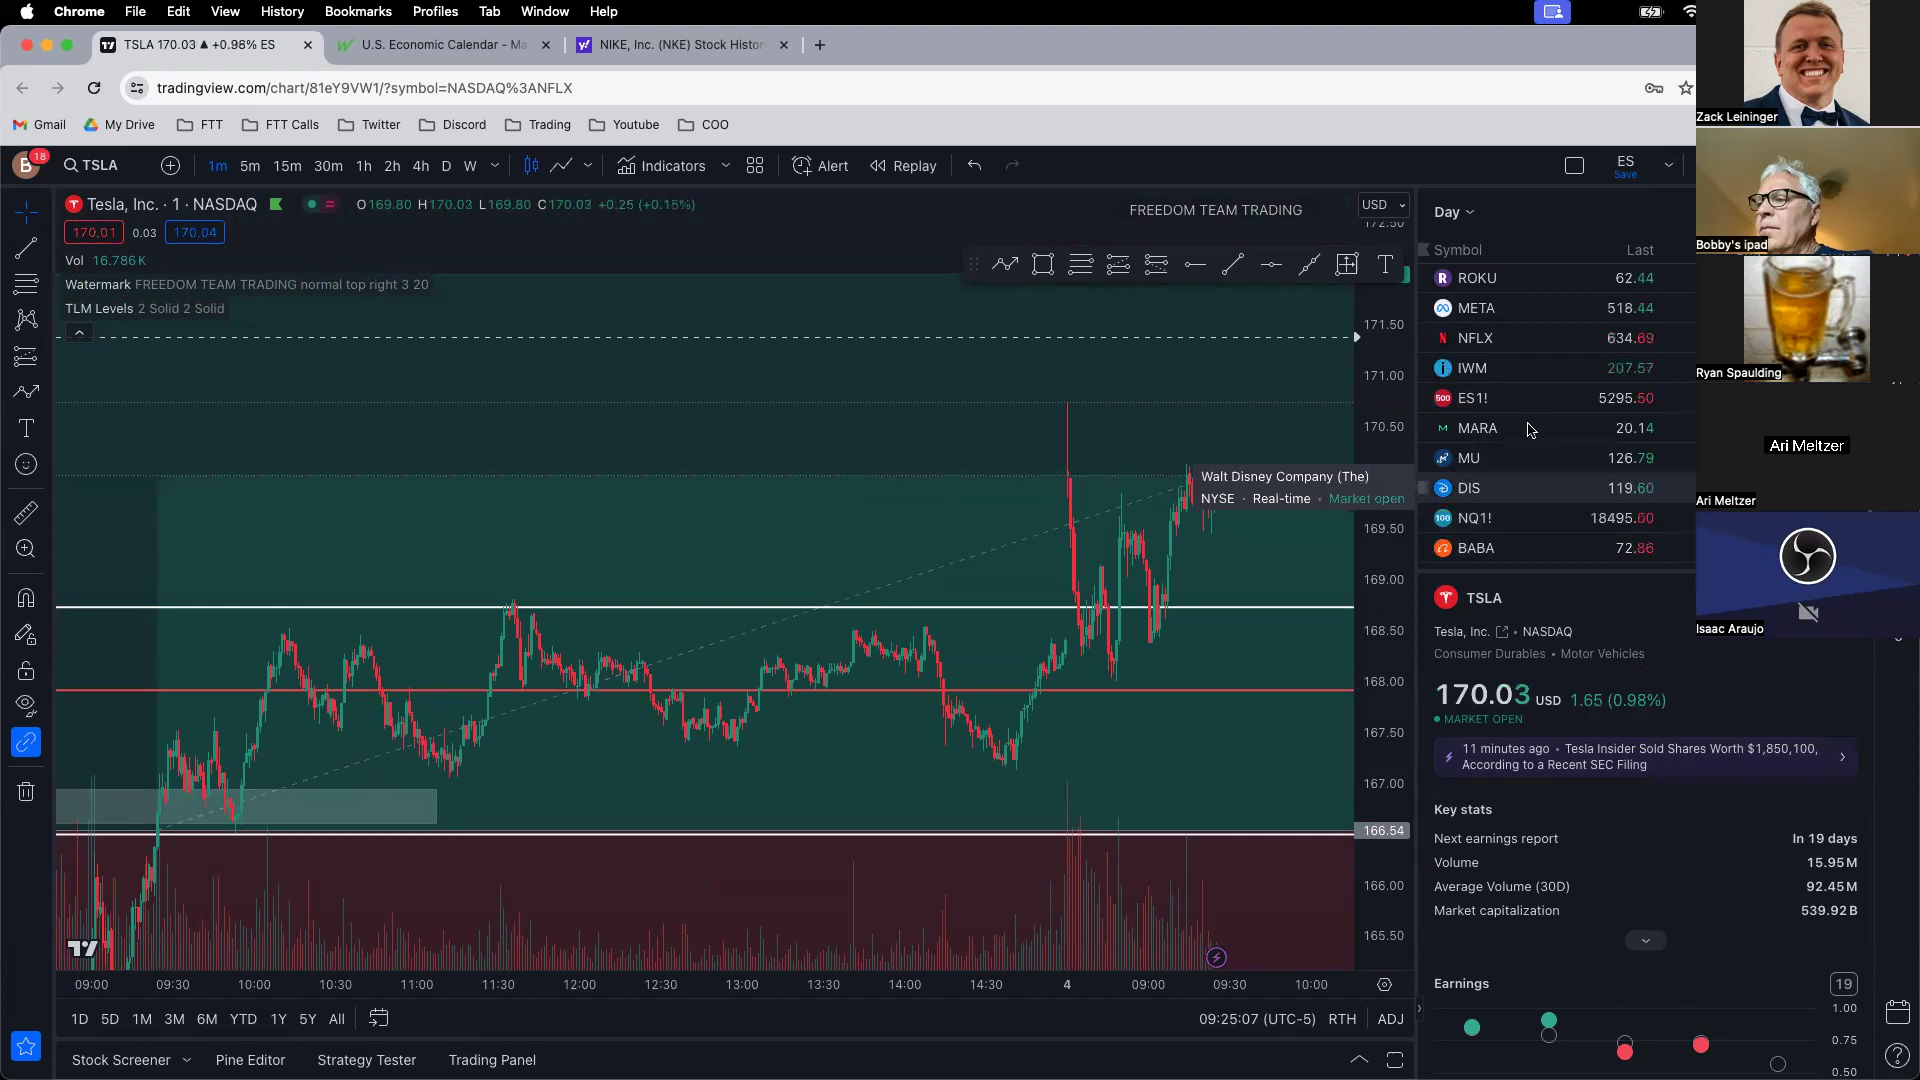 Chrome File Edit View History Bookmarks Profiles Tab Window Help
TSLA 170.03 ▲ +0.98% ES
U.S. Economic Calendar - Ma
NIKE, Inc. (NKE) Stock Histor
tradingview.com/chart/81eY9VW1/?symbol=NASDAQ%3ANFLX
Gmail My Drive FTT FTT Calls Twitter Discord Trading Youtube COO
B 18 TSLA 1m 5m 15m 30m 1h 2h 4h D W Indicators Alert Replay ES
Save
Tesla, Inc. · 1 · NASDAQ O169.80 H170.03 L169.80 C170.03 +0.25 (+0.15%)
FREEDOM TEAM TRADING
USD
170.01 0.03 170.04
Vol 16.786K
Watermark FREEDOM TEAM TRADING normal top right 3 20
TLM Levels 2 Solid 2 Solid
172.50
171.50
171.00
170.50
169.50
169.00
168.50
168.00
167.50
167.00
166.54
166.00
165.50
Walt Disney Company (The)
NYSE · Real-time · Market open
09:00 09:30 10:00 10:30 11:00 11:30 12:00 12:30 13:00 13:30 14:00 14:30 4 09:00 09:30 10:00
1D 5D 1M 3M 6M YTD 1Y 5Y All
09:25:07 (UTC-5) RTH ADJ
Stock Screener Pine Editor Strategy Tester Trading Panel
Day
Symbol Last
ROKU 62.44
META 518.44
NFLX 634.69
IWM 207.57
500 ES1! 5295.50
MARA 20.14
MU 126.79
DIS 119.60
100 NQ1! 18495.00
BABA 72.86
TSLA
Tesla, Inc. · NASDAQ
Consumer Durables · Motor Vehicles
170.03 USD 1.65 (0.98%)
MARKET OPEN
11 minutes ago · Tesla Insider Sold Shares Worth $1,850,100,
According to a Recent SEC Filing
Key stats
Next earnings report In 19 days
Volume 15.95M
Average Volume (30D) 92.45M
Market capitalization 539.92B
Earnings 19
1.00
0.75
0.50
Zack Leininger
Bobby's ipad
Ryan Spaulding
Ari Meltzer
Ari Meltzer
Isaac Araujo